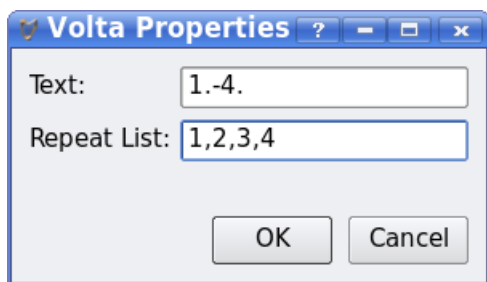 Volta Properties ?
Text: 1.-4.
Repeat List: 1,2,3,4
OK Cancel